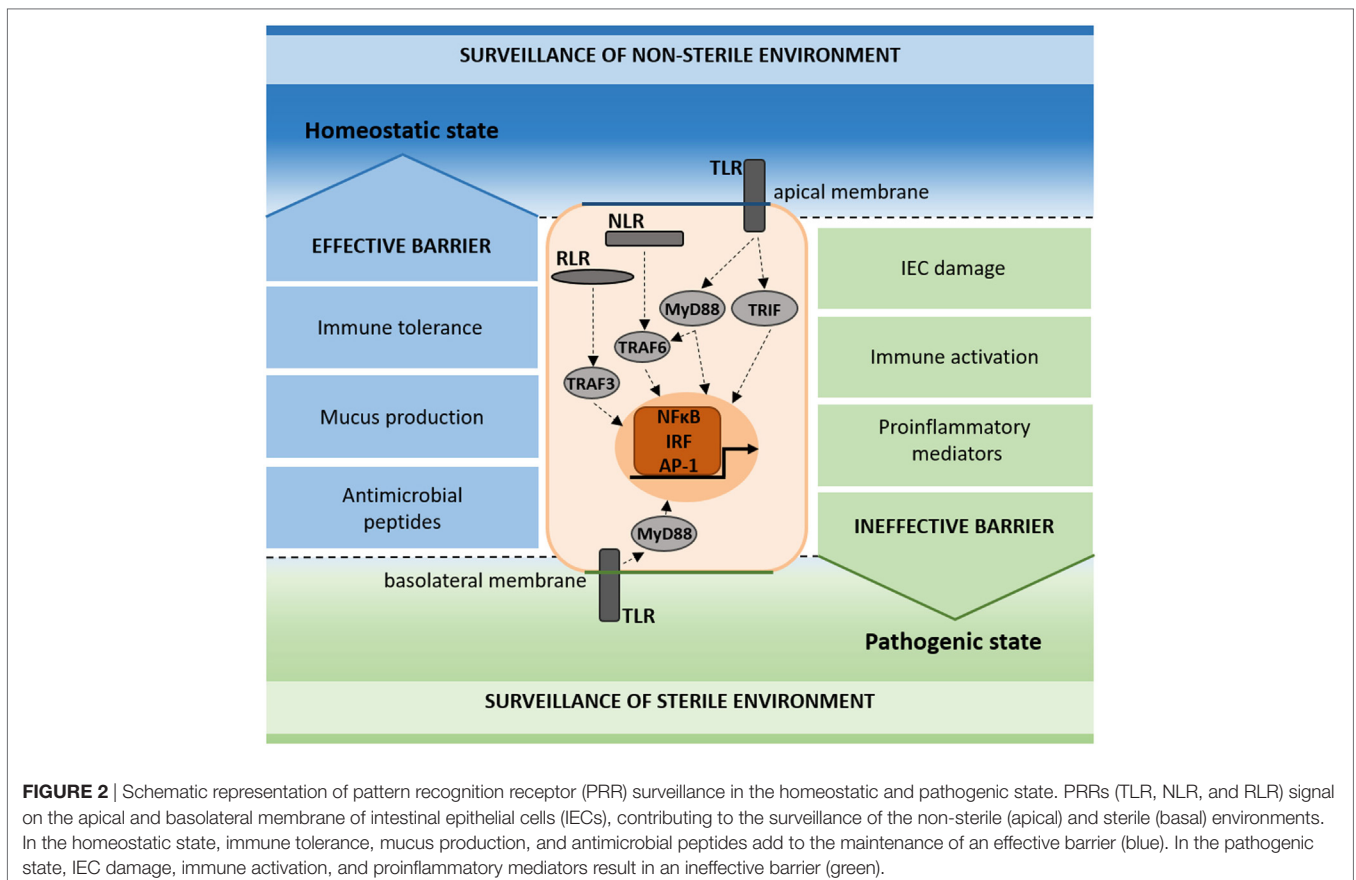 SURVEILLANCE OF NON-STERILE ENVIRONMENT
Homeostatic state
TLR
apical membrane
NLR
EFFECTIVE BARRIER
RLR
IEC damage
MyD88
TRIF
Immune tolerance
TRAF6
Immune activation
TRAF3
Mucus production
NFκB
IRF
AP-1
Proinflammatory
mediators
Antimicrobial
peptides
MyD88
INEFFECTIVE BARRIER
basolateral membrane
TLR
Pathogenic state
SURVEILLANCE OF STERILE ENVIRONMENT
FIGURE 2 | Schematic representation of pattern recognition receptor (PRR) surveillance in the homeostatic and pathogenic state. PRRs (TLR, NLR, and RLR) signal
on the apical and basolateral membrane of intestinal epithelial cells (IECs), contributing to the surveillance of the non-sterile (apical) and sterile (basal) environments.
In the homeostatic state, immune tolerance, mucus production, and antimicrobial peptides add to the maintenance of an effective barrier (blue). In the pathogenic
state, IEC damage, immune activation, and proinflammatory mediators result in an ineffective barrier (green).